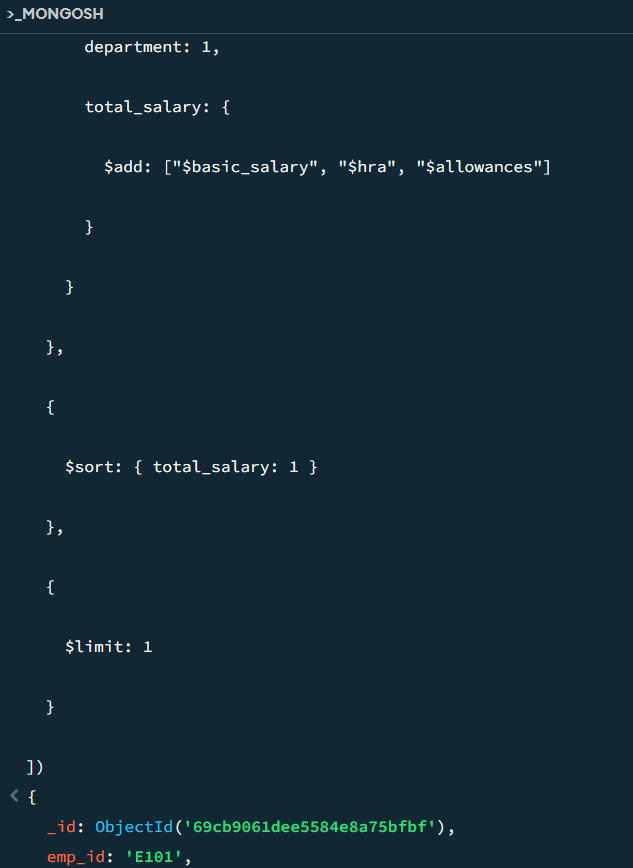 >_MONGOSH
department: 1,
total_salary: {
$add: ["$basic_salary", "$hra", "$allowances"]
}
}
},
{
$sort: { total_salary: 1 }
},
{
$limit: 1
}
])
< {
_id: ObjectId('69cb9061dee5584e8a75bfbf'),
emp_id: 'E101',